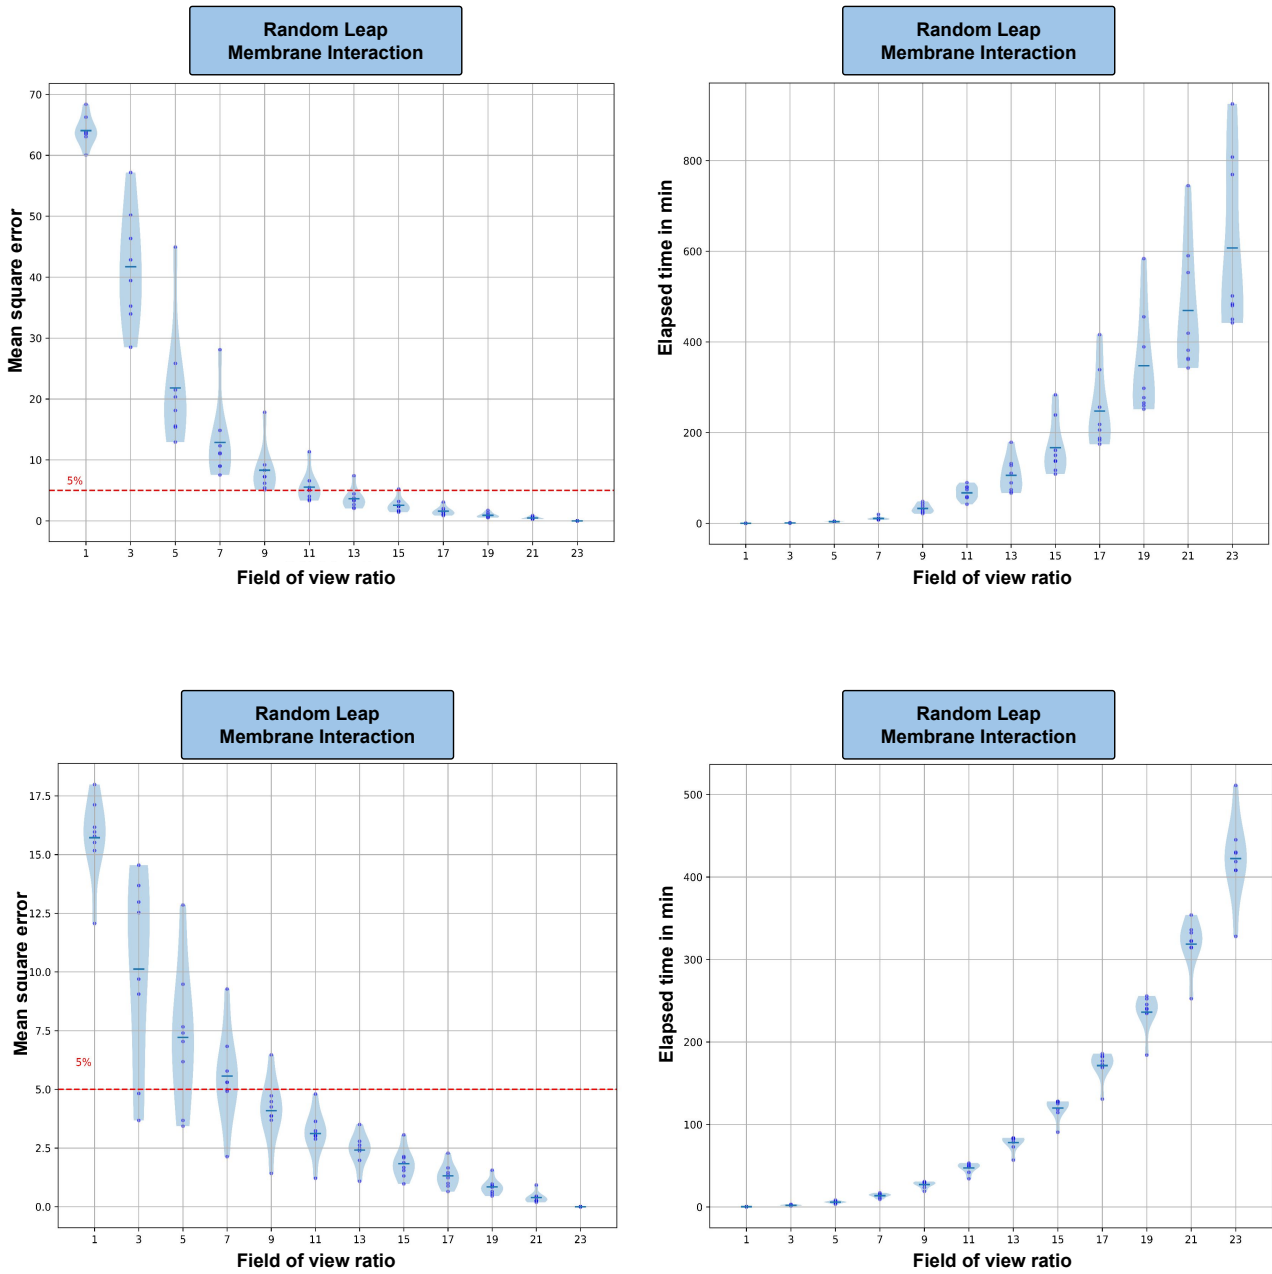 Random Leap
Membrane Interaction
Mean square error
70
60
50
40
30
20
10
0
5%
1 3 5 7 9 11 13 15 17 19 21 23
Field of view ratio
Random Leap
Membrane Interaction
Elapsed time in min
800
600
400
200
0
1 3 5 7 9 11 13 15 17 19 21 23
Field of view ratio
Random Leap
Membrane Interaction
Mean square error
17.5
15.0
12.5
10.0
7.5
5.0
2.5
0.0
5%
1 3 5 7 9 11 13 15 17 19 21 23
Field of view ratio
Random Leap
Membrane Interaction
Elapsed time in min
500
400
300
200
100
0
1 3 5 7 9 11 13 15 17 19 21 23
Field of view ratio